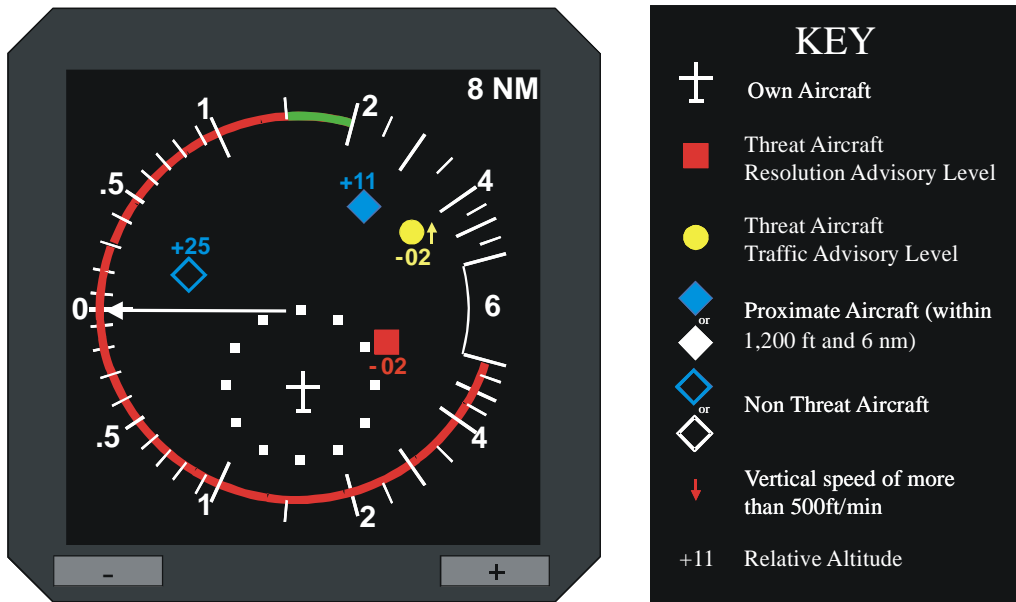 8 NM
1
2
.5
4
+11
+25
-02
0
6
-02
.5
4
1
2
-
+
KEY
Own Aircraft
Threat Aircraft
Resolution Advisory Level
Threat Aircraft
Traffic Advisory Level
or
Proximate Aircraft (within
1,200 ft and 6 nm)
or
Non Threat Aircraft
Vertical speed of more
than 500ft/min
+11 Relative Altitude